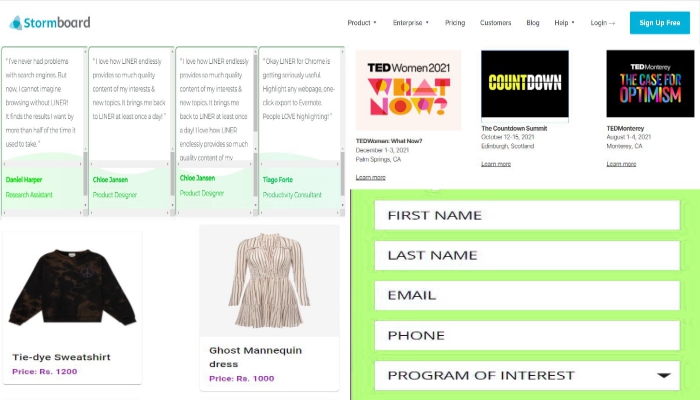 Stormboard
Product
Enterprise
Pricing
Customers
Blog
Help
Login →
Sign Up Free
" I've never had problems
with search engines. But
now, I cannot imagine
browsing without LINER!
It finds the results I want by
more than half of the time it
used to take. "
Daniel Harper
Research Assistant
" I love how LINER endlessly
provides so much quality
content of my interests &
new topics. It brings me back
to LINER at least once a day! "
Chloe Jansen
Product Designer
" I love how LINER endlessly
provides so much quality
content of my interests &
new topics. It brings me
back to LINER at least once
a day! I love how LINER
endlessly provides so much
quality content of my
Chloe Jansen
Product Designer
" Okay LINER for Chrome is
getting seriously useful.
Highlight any webpage, one-
click export to Evernote.
People LOVE highlighting! "
Tiago Forte
Productivity Consultant
TEDWomen 2021
WHAT
NOW?
TEDWomen: What Now?
December 1-3, 2021
Palm Springs, CA
Learn more
COUNTDOWN
The Countdown Summit
October 12-15, 2021
Edinburgh, Scotland
Learn more
TEDMonterey
THE CASE FOR
OPTIMISM
TEDMonterey
August 1-4, 2021
Monterey, CA
Learn more
Tie-dye Sweatshirt
Price: Rs. 1200
Ghost Mannequin
dress
Price: Rs. 1000
FIRST NAME
LAST NAME
EMAIL
PHONE
PROGRAM OF INTEREST